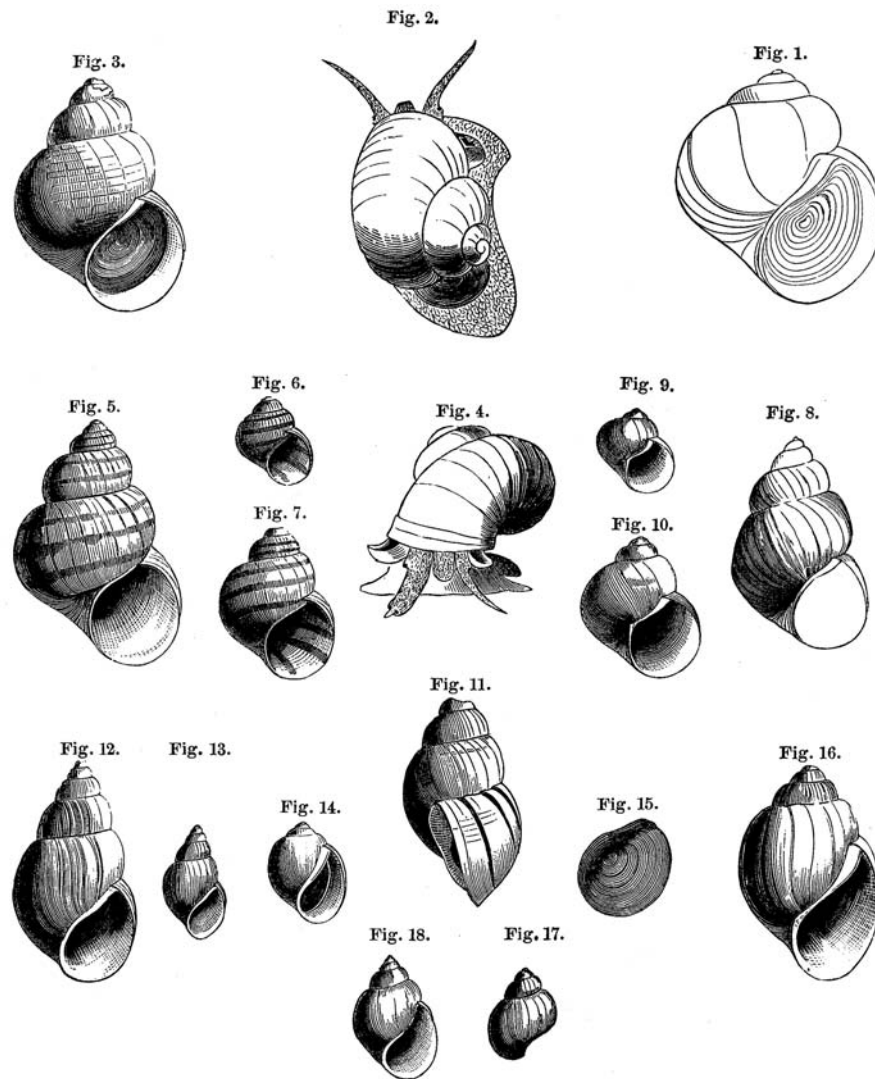 Fig. 2.
Fig. 3.
Fig. 1.
Fig. 6.
Fig. 9.
Fig. 5.
Fig. 4.
Fig. 8.
Fig. 7.
Fig. 10.
Fig. 11.
Fig. 12.
Fig. 13.
Fig. 16.
Fig. 14.
Fig. 15.
Fig. 18.
Fig. 17.